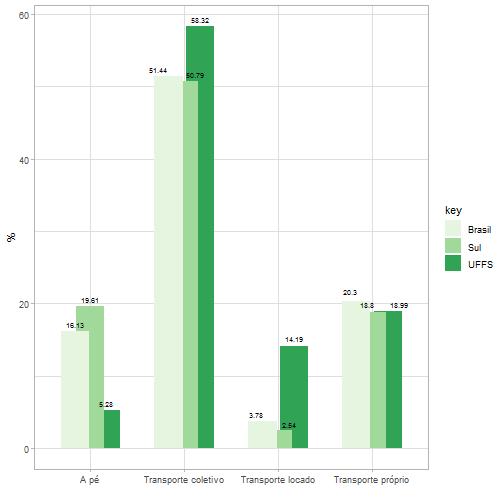 60
58.32
51.44
50.79
key
Brasil
Sul
UFFS
40
%
20
20.3
18.8
18.99
19.61
16.13
14.19
5.28
3.78
2.54
0
A pé
Transporte coletivo
Transporte locado
Transporte próprio